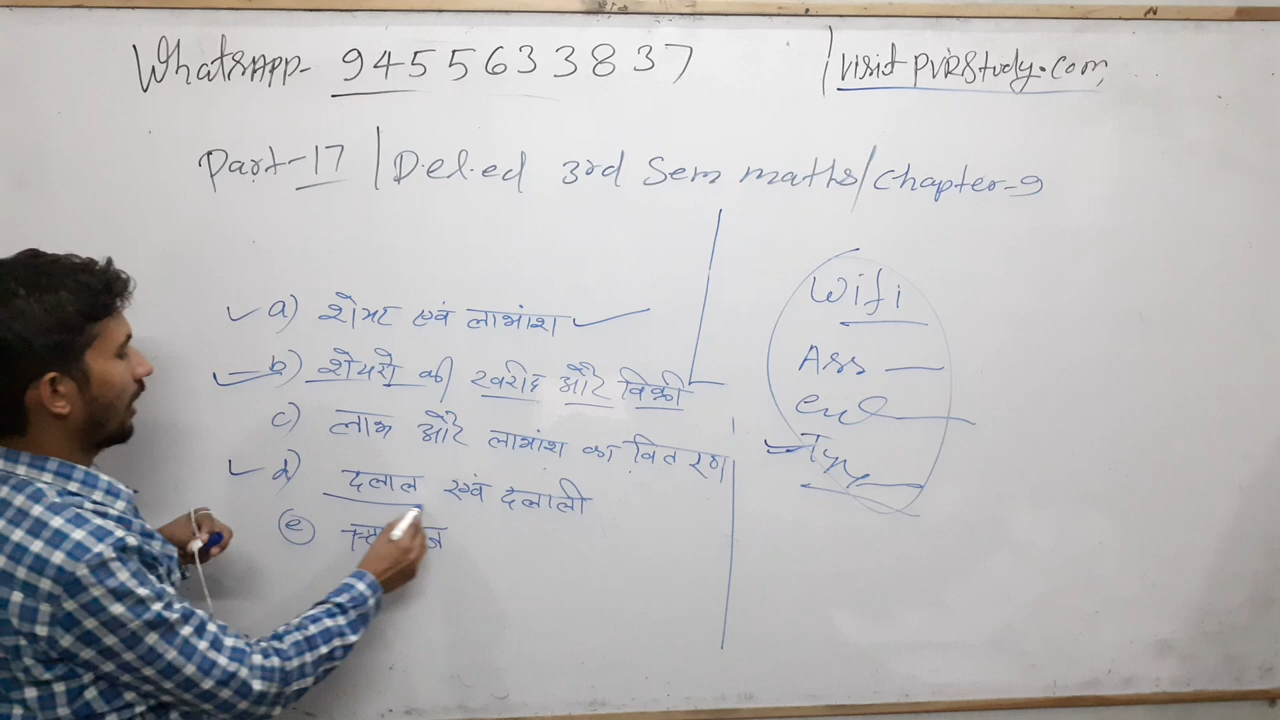 WhatsApp- 9455633837 | visit PVRStudy.com
Part-17 | D.el.ed 3rd Sem maths / Chapter-9
a) शेयर एवं लाभांश
b) शेयरो की खरीद और विक्री
c) लाभ और लाभांश का वितरण
d) दलाल एवं दलाली
(e)
Wifi
Ass